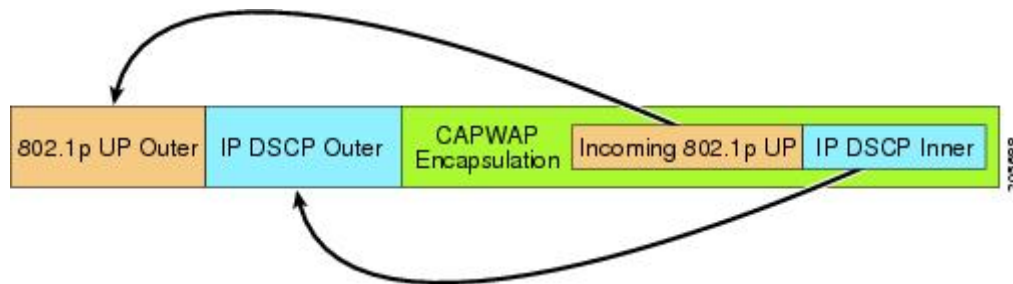 802.1p UP Outer
IP DSCP Outer
CAPWAP
Encapsulation
Incoming 802.1p UP
IP DSCP Inner